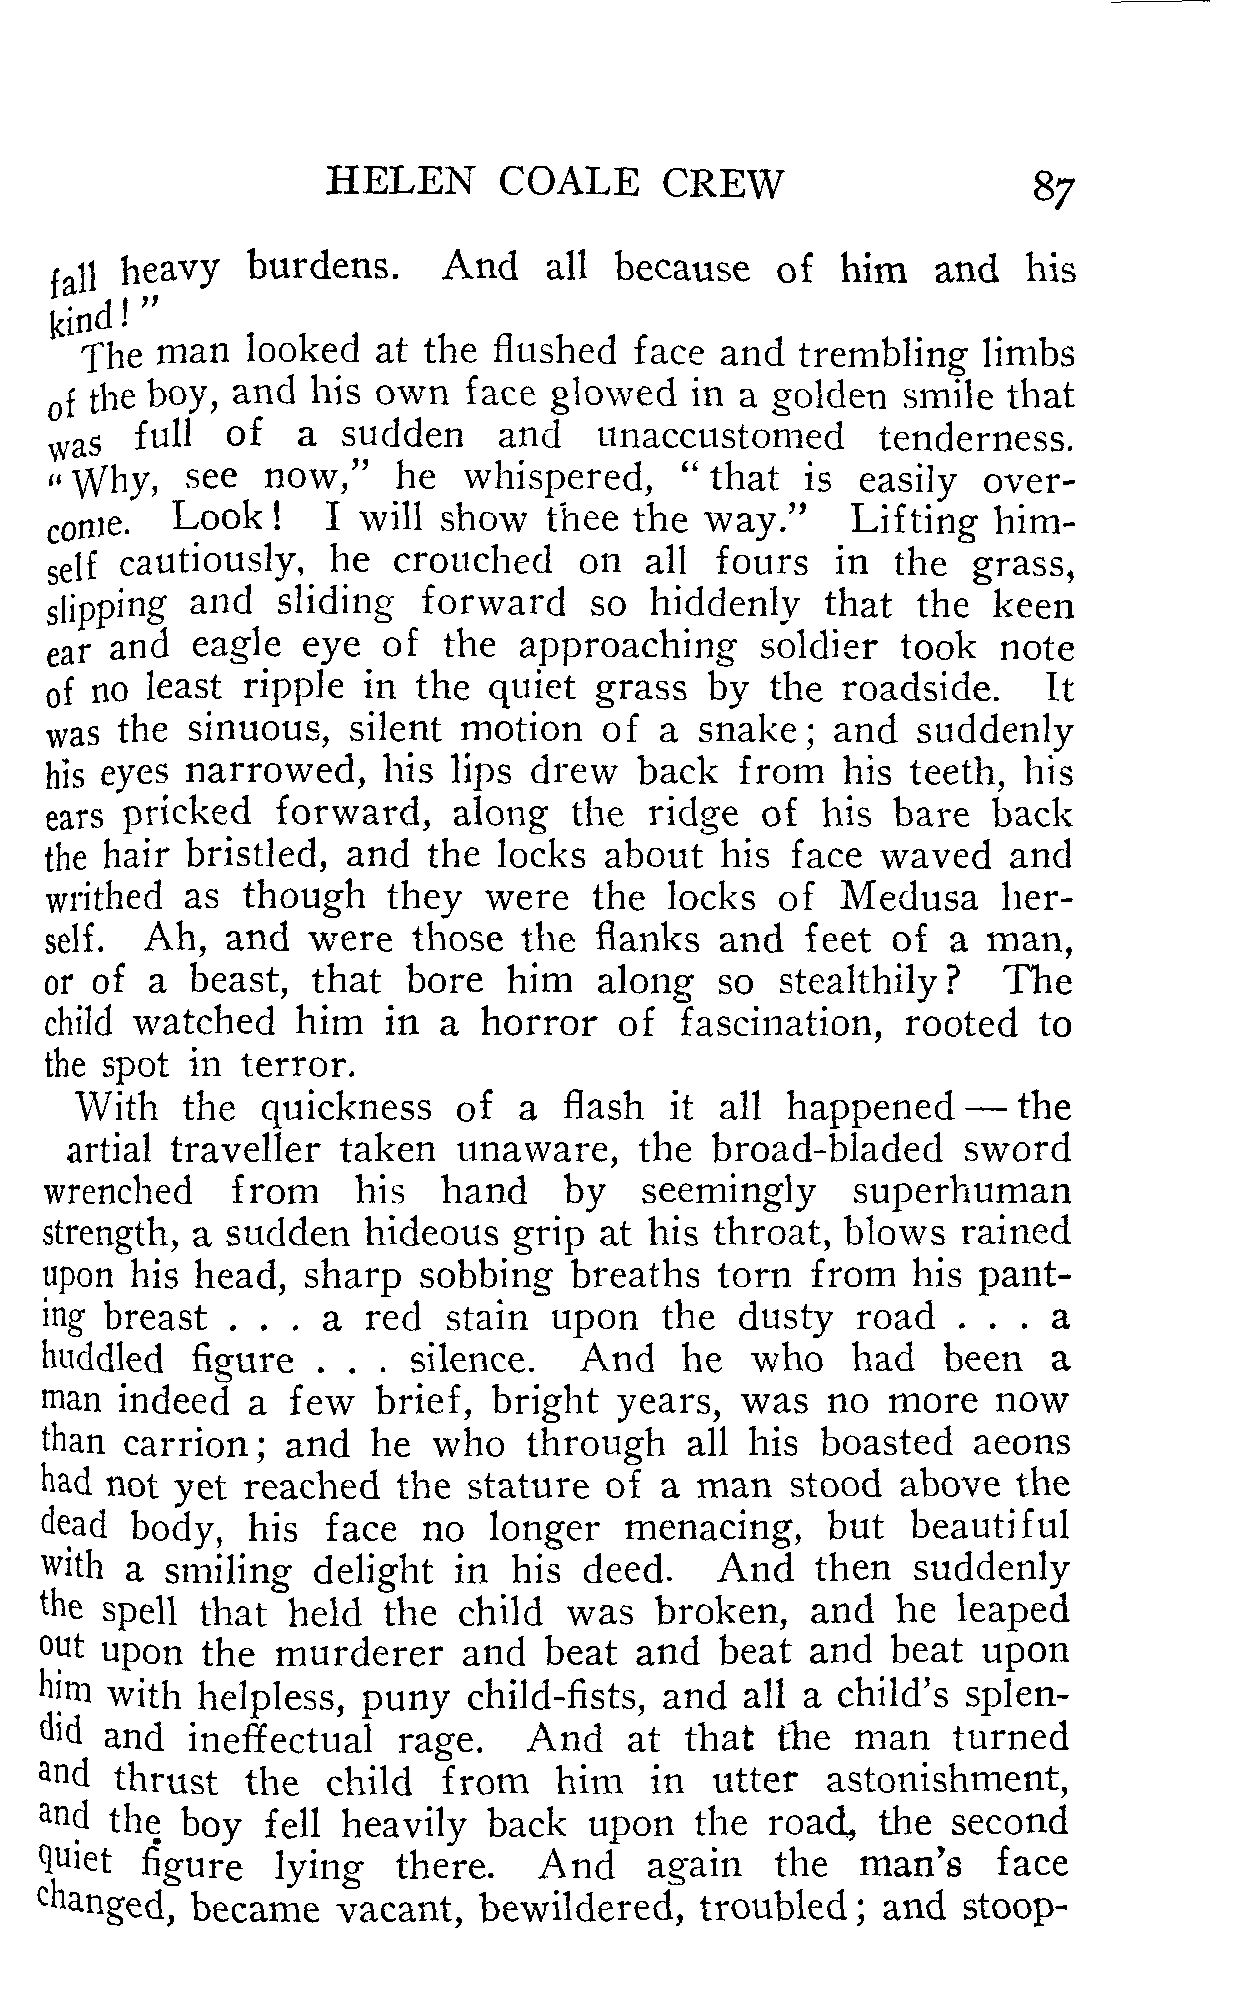 HELEN COALE CREW 87
fall heavy burdens. And all because of him and his
kind!"
The man looked at the flushed face and trembling limbs
of the boy, and his own face glowed in a golden smile that
was full of a sudden and unaccustomed tenderness.
"Why, see now," he whispered, "that is easily over-
come. Look! I will show thee the way." Lifting him-
self cautiously, he crouched on all fours in the grass,
slipping and sliding forward so hiddenly that the keen
ear and eagle eye of the approaching soldier took note
of no least ripple in the quiet grass by the roadside. It
was the sinuous, silent motion of a snake; and suddenly
his eyes narrowed, his lips drew back from his teeth, his
ears pricked forward, along the ridge of his bare back
the hair bristled, and the locks about his face waved and
writhed as though they were the locks of Medusa her-
self. Ah, and were those the flanks and feet of a man,
or of a beast, that bore him along so stealthily? The
child watched him in a horror of fascination, rooted to
the spot in terror.
With the quickness of a flash it all happened — the
artial traveller taken unaware, the broad-bladed sword
wrenched from his hand by seemingly superhuman
strength, a sudden hideous grip at his throat, blows rained
upon his head, sharp sobbing breaths torn from his pant-
ing breast . . . a red stain upon the dusty road . . . a
huddled figure . . . silence. And he who had been a
man indeed a few brief, bright years, was no more now
than carrion; and he who through all his boasted aeons
had not yet reached the stature of a man stood above the
dead body, his face no longer menacing, but beautiful
with a smiling delight in his deed. And then suddenly
the spell that held the child was broken, and he leaped
out upon the murderer and beat and beat and beat upon
him with helpless, puny child-fists, and all a child's splen-
did and ineffectual rage. And at that the man turned
and thrust the child from him in utter astonishment,
and the boy fell heavily back upon the road, the second
quiet figure lying there. And again the man's face
changed, became vacant, bewildered, troubled; and stoop-